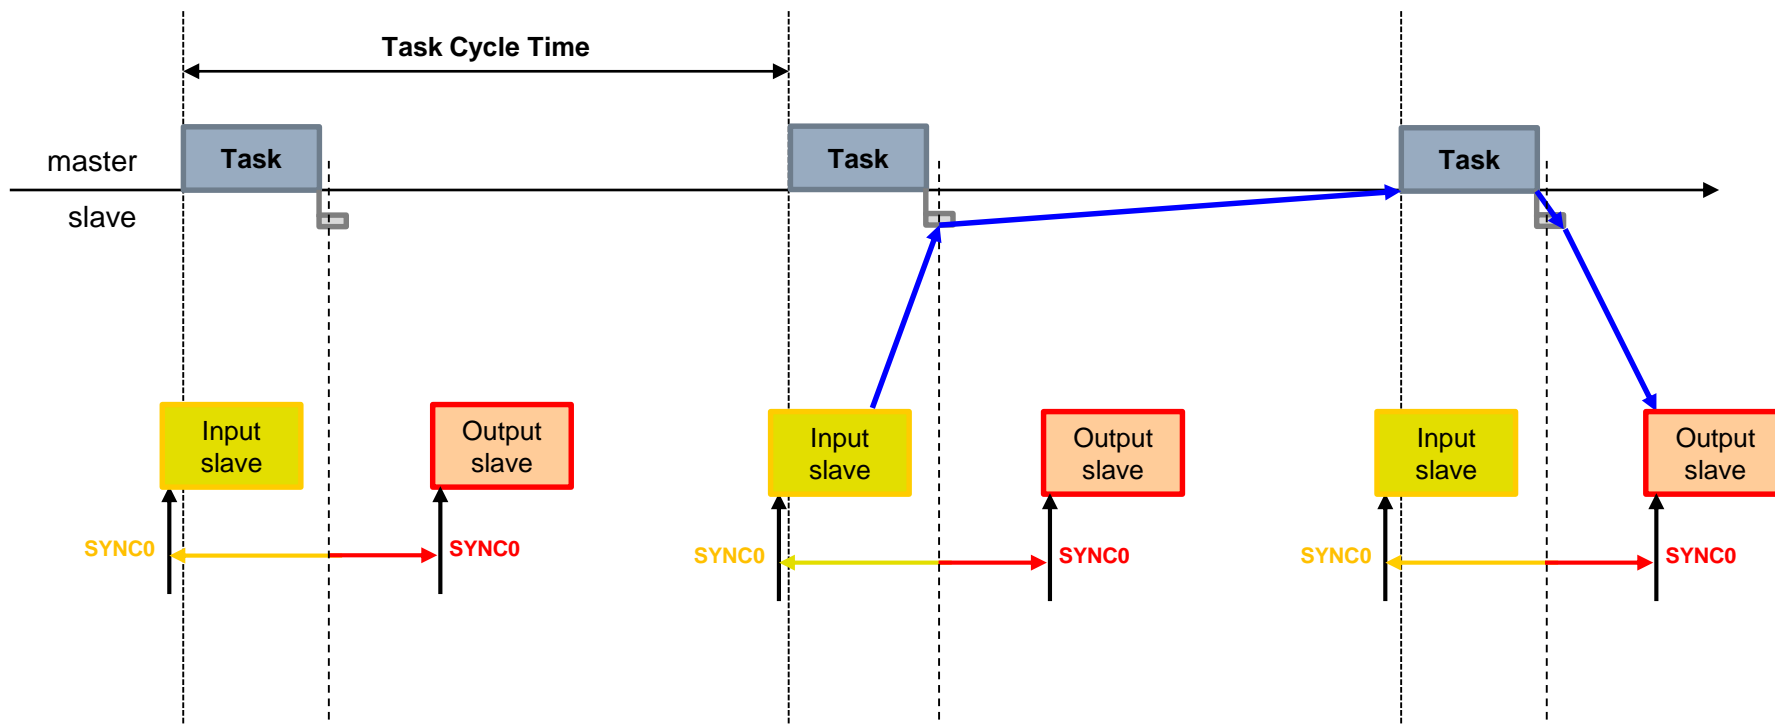 Task Cycle Time
master
Task
Task
Task
slave
Input
slave
Output
slave
Input
slave
Output
slave
Input
slave
Output
slave
SYNC0
SYNC0
SYNC0
SYNC0
SYNC0
SYNC0